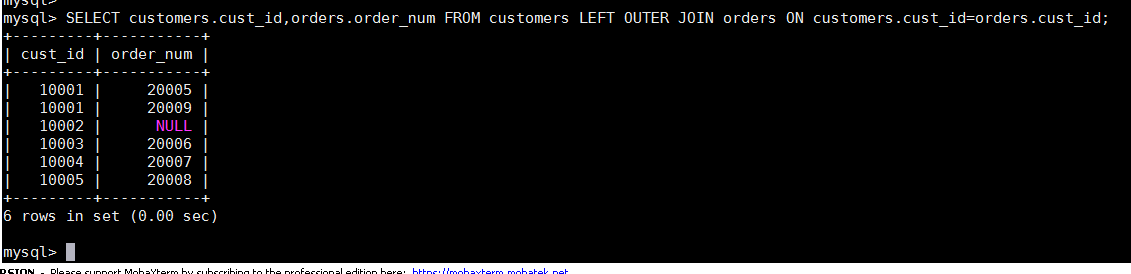 mysql>
mysql> SELECT customers.cust_id,orders.order_num FROM customers LEFT OUTER JOIN orders ON customers.cust_id=orders.cust_id;
+---------+-----------+
| cust_id | order_num |
+---------+-----------+
|   10001 |     20005 |
|   10001 |     20009 |
|   10002 |      NULL |
|   10003 |     20006 |
|   10004 |     20007 |
|   10005 |     20008 |
+---------+-----------+
6 rows in set (0.00 sec)
mysql>
RSION - Please support MobaXterm by subscribing to the professional edition here: https://mobaxterm.mobatek.net